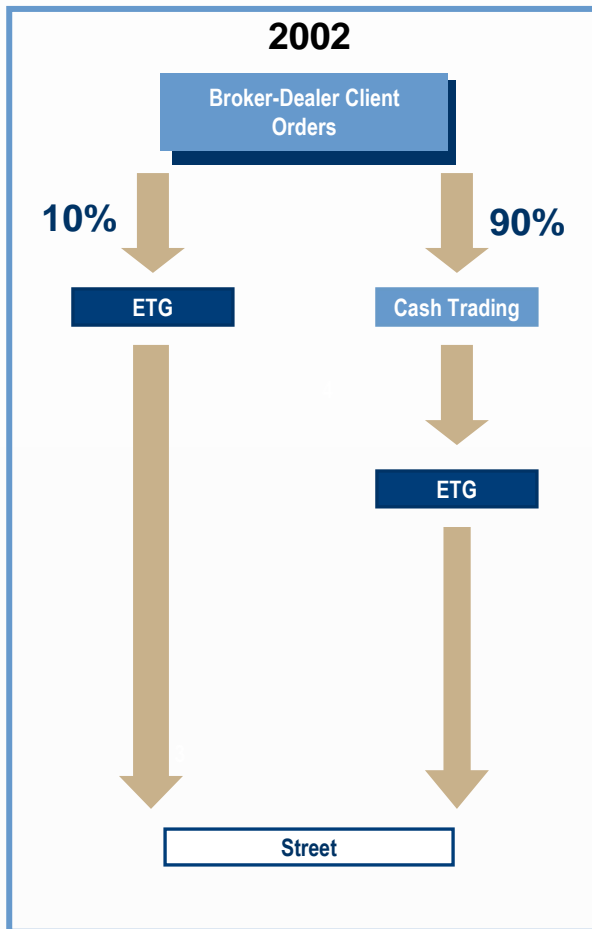 2002
Broker-Dealer Client
Orders
10%
90%
ETG
Cash Trading
ETG
Street